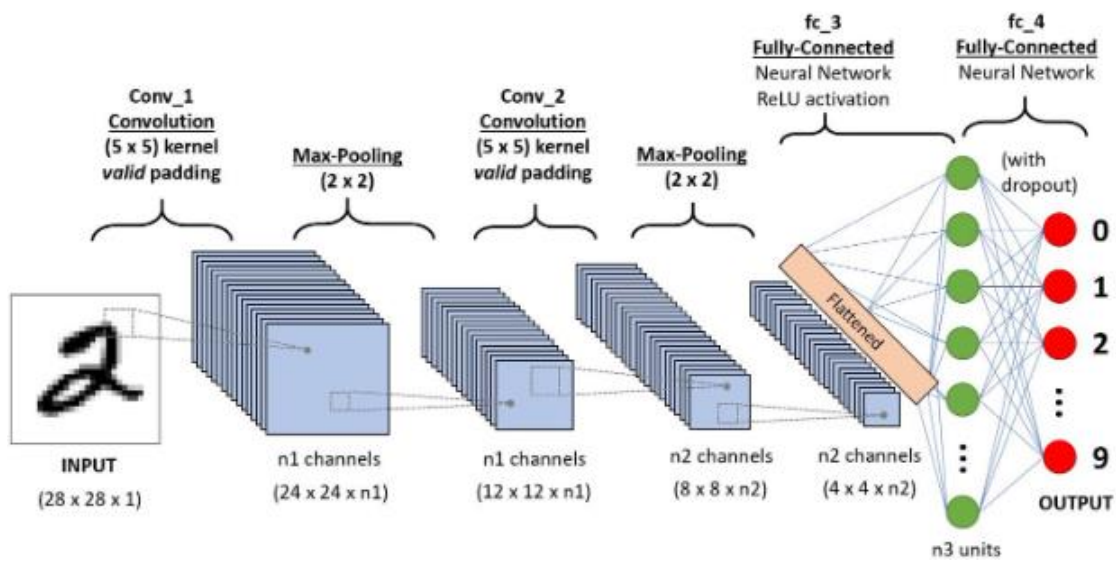 fc_3
Fully-Connected
Neural Network
ReLU activation
fc_4
Fully-Connected
Neural Network
Conv_1
Convolution
(5 x 5) kernel
valid padding
Max-Pooling
(2 x 2)
Conv_2
Convolution
(5 x 5) kernel
valid padding
Max-Pooling
(2 x 2)
(with
dropout)
0
1
2
9
Flattened
INPUT
(28 x 28 x 1)
n1 channels
(24 x 24 x n1)
n1 channels
(12 x 12 x n1)
n2 channels
(8 x 8 x n2)
n2 channels
(4 x 4 x n2)
OUTPUT
n3 units
2